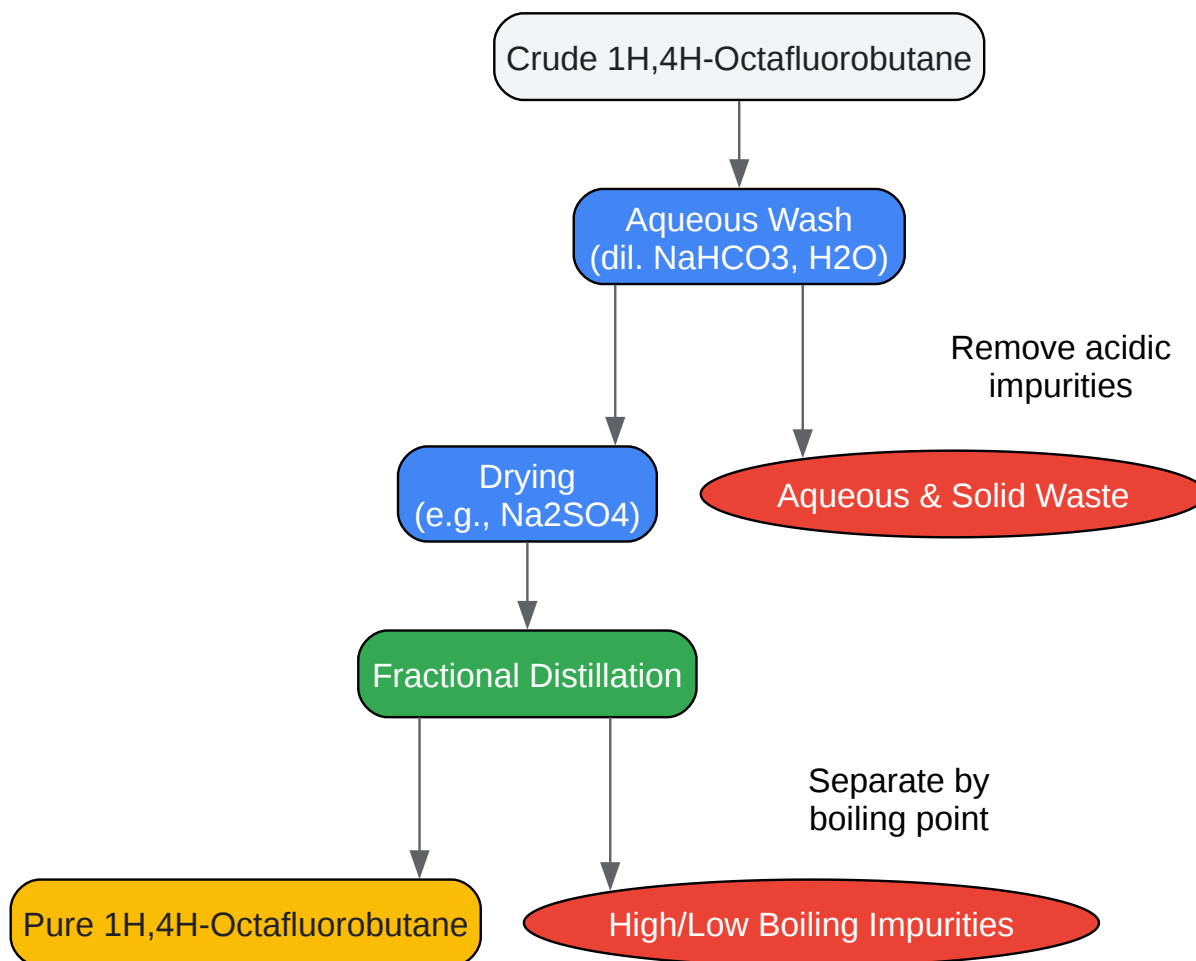 Crude 1H,4H-Octafluorobutane
Aqueous Wash
(dil. NaHCO3, H2O)
Remove acidic
impurities
Drying
(e.g., Na2SO4)
Aqueous & Solid Waste
Fractional Distillation
Separate by
boiling point
Pure 1H,4H-Octafluorobutane
High/Low Boiling Impurities